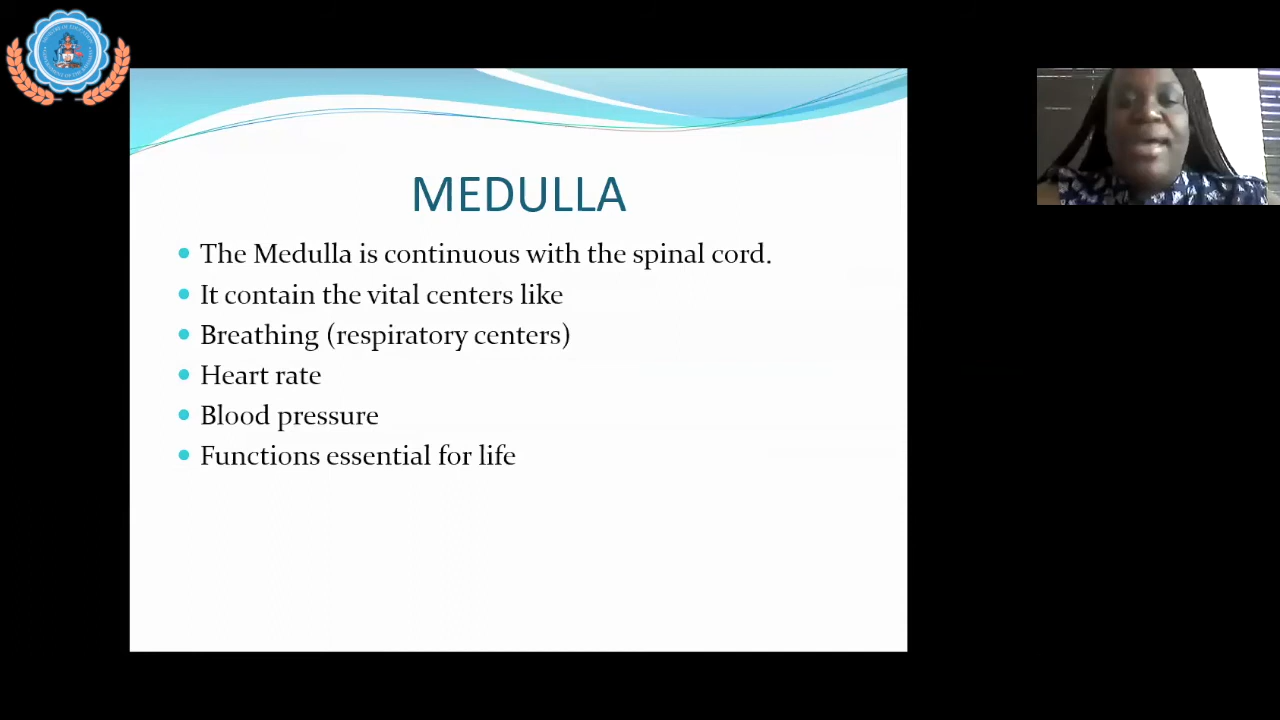 MEDULLA
The Medulla is continuous with the spinal cord.
It contain the vital centers like
Breathing (respiratory centers)
Heart rate
Blood pressure
Functions essential for life